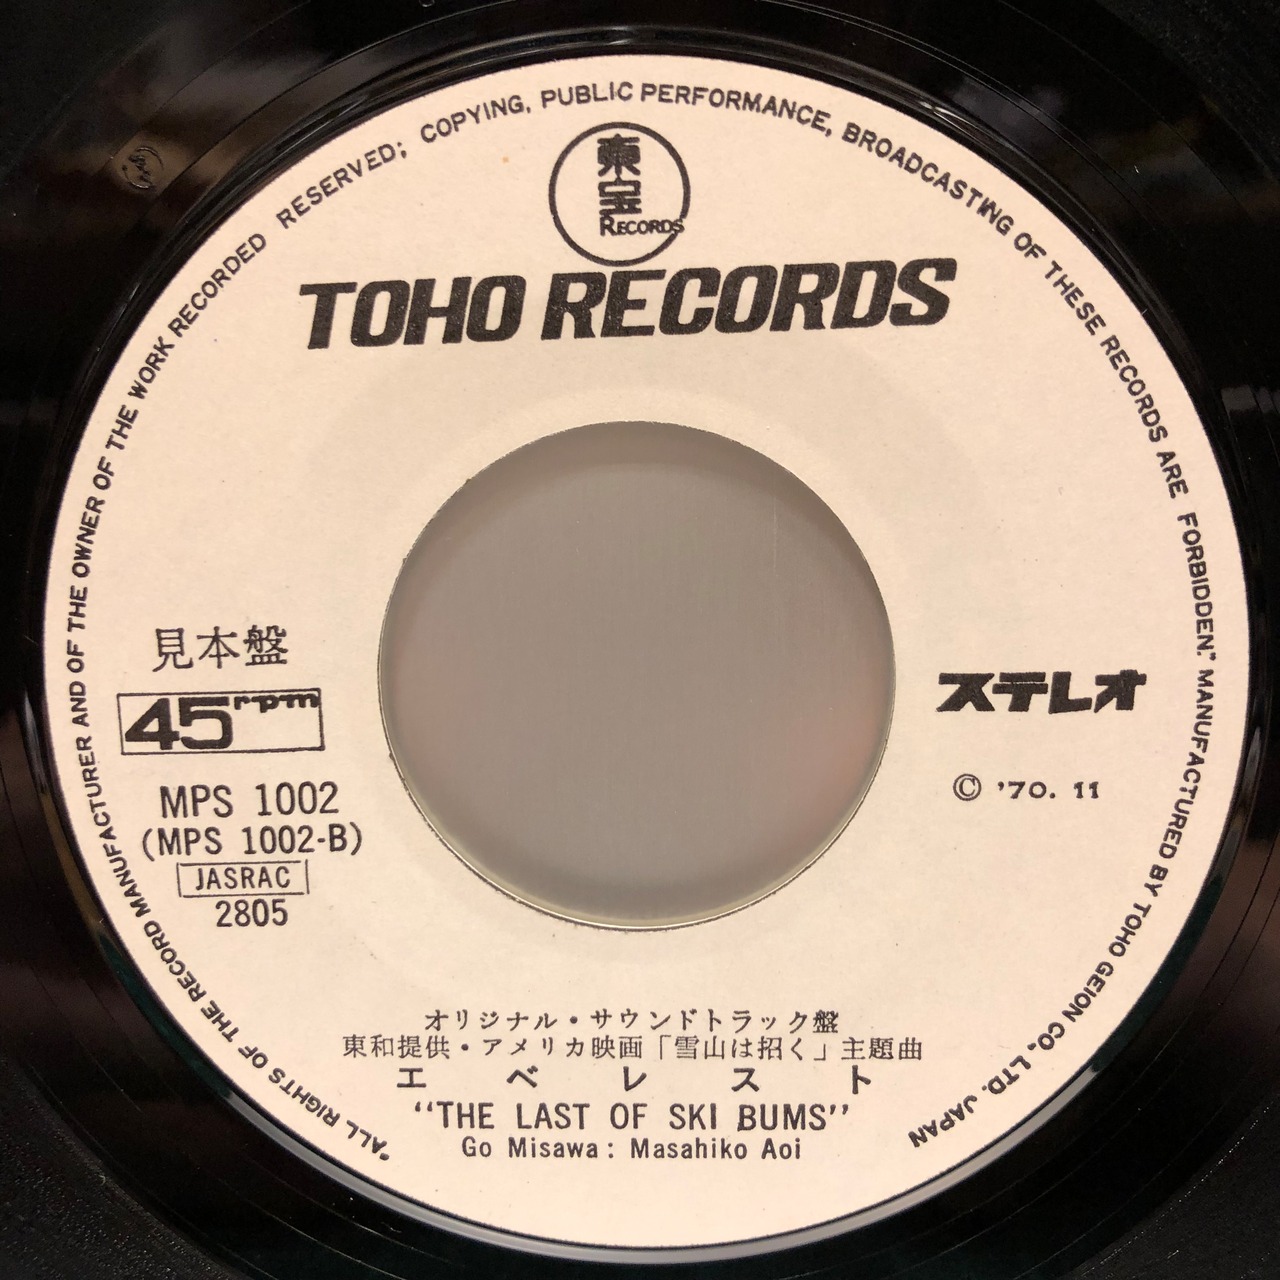 "ALL RIGHTS OF THE RECORD MANUFACTURER AND OF THE OWNER OF THE WORK RECORDED RESERVED; COPYING, PUBLIC PERFORMANCE, BROADCASTING OF THESE RECORDS ARE FORBIDDEN." MANUFACTURED BY TOHO GEION CO., LTD. JAPAN
東宝
RECORDS
TOHO RECORDS
見本盤
45rpm
MPS 1002
(MPS 1002-B)
JASRAC
2805
ステレオ
© '70. 11
オリジナル・サウンドトラック盤
東和提供・アメリカ映画「雪山は招く」主題曲
エベレスト
"THE LAST OF SKI BUMS"
Go Misawa: Masahiko Aoi